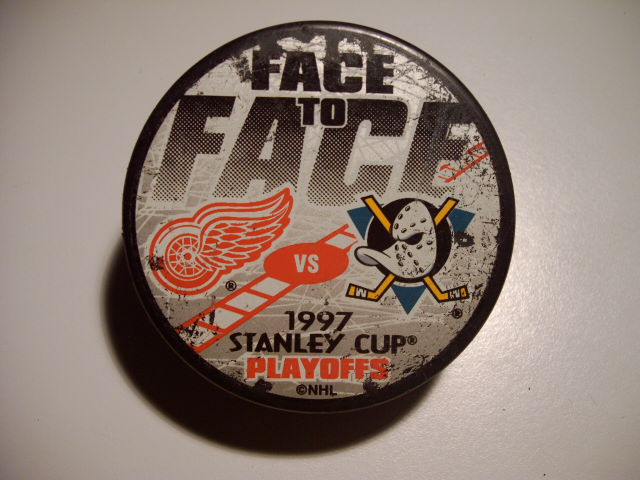 FACE
TO
FACE
VS
®
®
1997
STANLEY CUP®
PLAYOFFS
©NHL